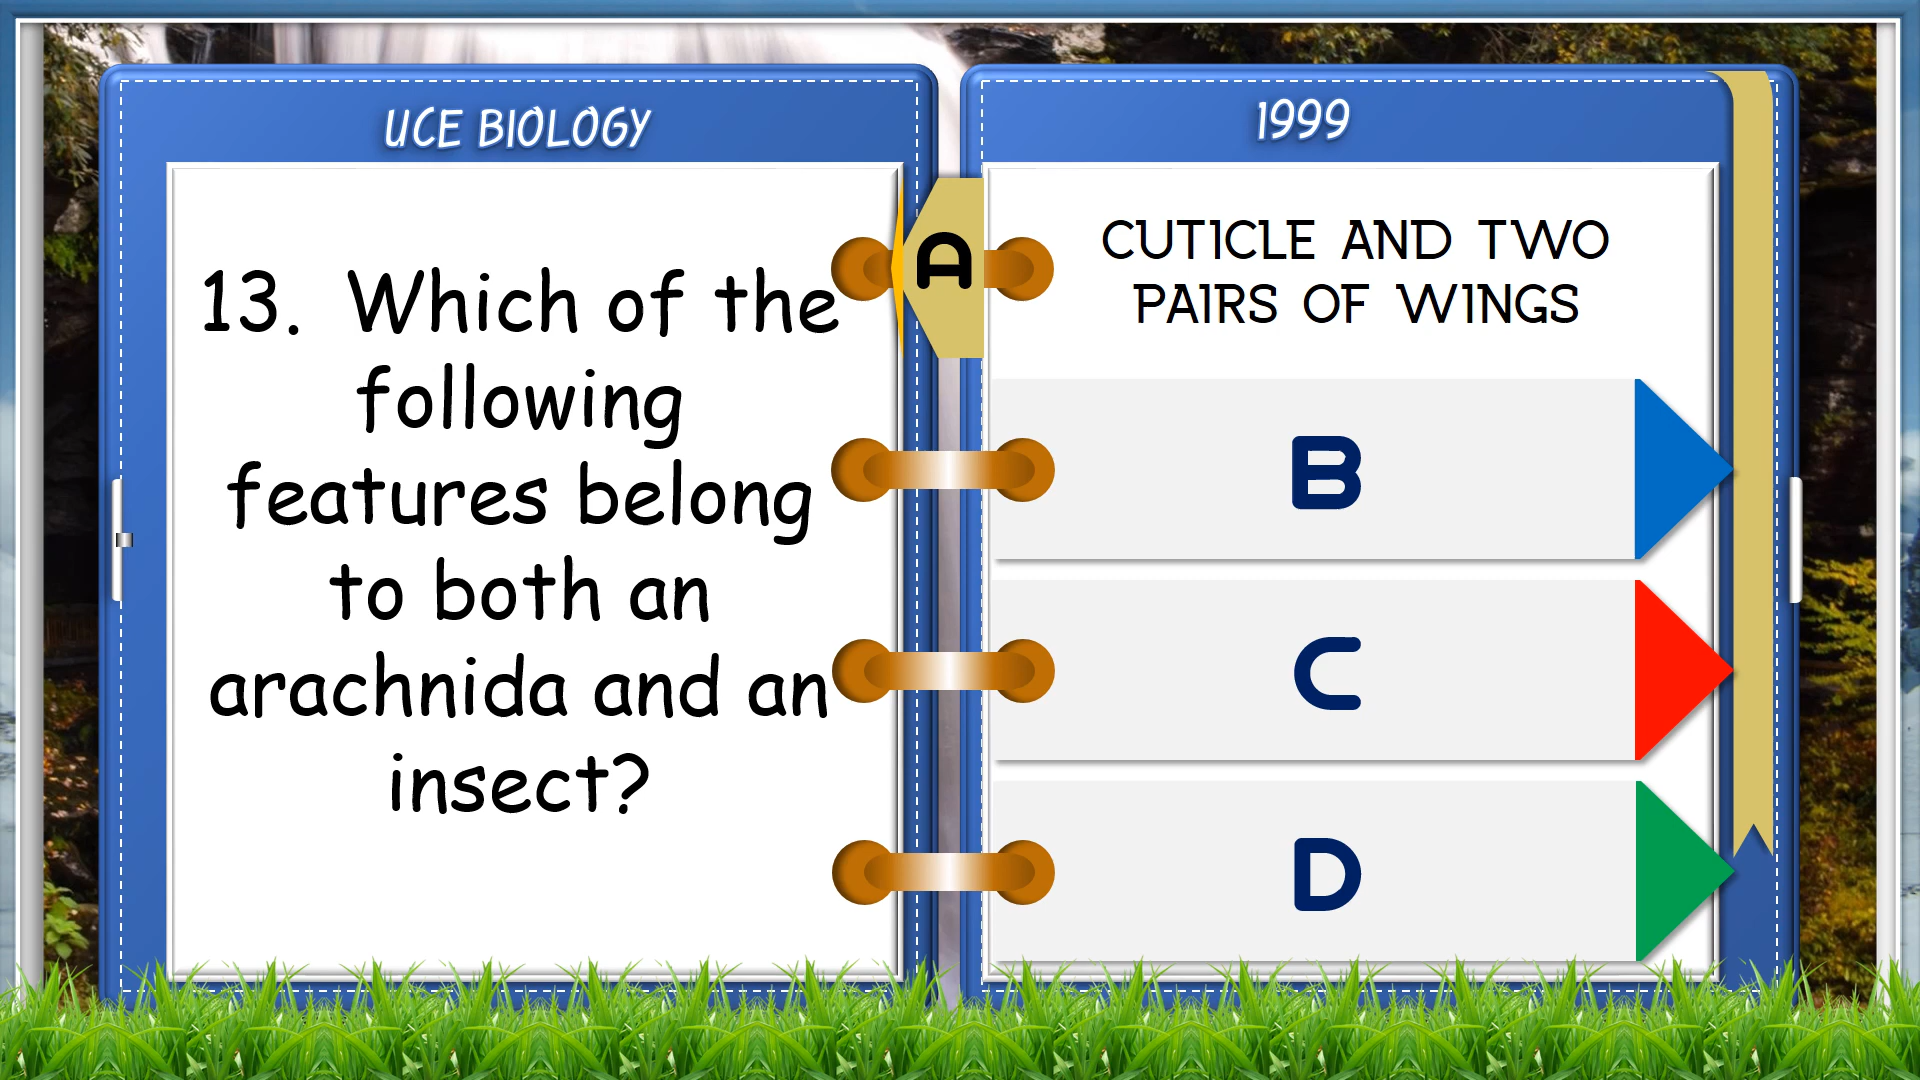 UCE BIOLOGY
13. Which of the
following
features belong
to both an
arachnida and an
insect?
1999
A
CUTICLE AND TWO
PAIRS OF WINGS
B
C
D